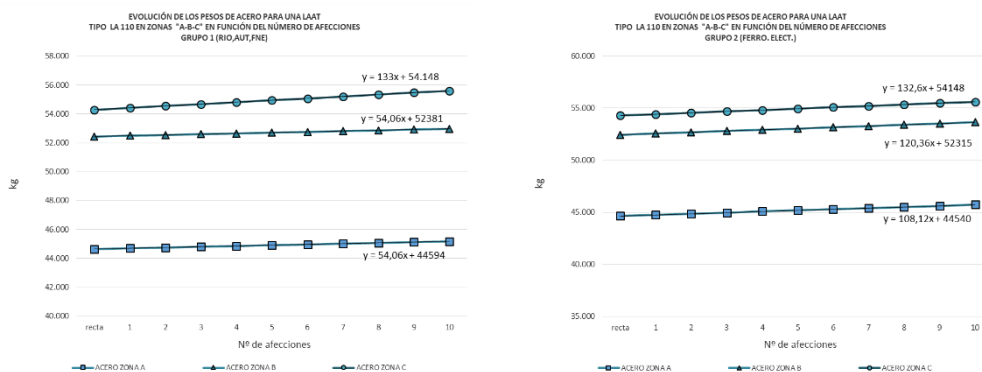 EVOLUCIÓN DE LOS PESOS DE ACERO PARA UNA LAAT
TIPO LA 110 EN ZONAS "A-B-C" EN FUNCIÓN DEL NÚMERO DE AFECCIONES
GRUPO 1 (RIO,AUT,FNE)
58.000
56.000
54.000
52.000
50.000
48.000
46.000
44.000
42.000
40.000
kg
y = 133x + 54.148
y = 54,06x + 52381
y = 54,06x + 44594
recta 1 2 3 4 5 6 7 8 9 10
Nº de afecciones
ACERO ZONA A ACERO ZONA B ACERO ZONA C
EVOLUCIÓN DE LOS PESOS DE ACERO PARA UNA LAAT
TIPO LA 110 EN ZONAS "A-B-C" EN FUNCIÓN DEL NÚMERO DE AFECCIONES
GRUPO 2 (FERRO. ELECT.)
60.000
55.000
50.000
45.000
40.000
35.000
kg
y = 132,6x + 54148
y = 120,36x + 52315
y = 108,12x + 44540
recta 1 2 3 4 5 6 7 8 9 10
Nº de afecciones
ACERO ZONA A ACERO ZONA B ACERO ZONA C